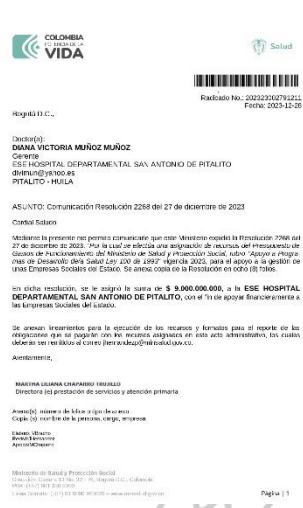 COLOMBIA
POTENCIA DE LA
VIDA
Salud
Radicado No.: 202323302791211
Fecha: 2023-12-28
Bogotá D.C.,
Doctor(a):
DIANA VICTORIA MUÑOZ MUÑOZ
Gerente
ESE HOSPITAL DEPARTAMENTAL SAN ANTONIO DE PITALITO
divimun@yahoo.es
PITALITO - HUILA
ASUNTO: Comunicación Resolución 2268 del 27 de diciembre de 2023
Cordial Saludo
Mediante la presente me permito comunicarle que este Ministerio expidió la Resolución 2268 del
27 de diciembre de 2023, "Por la cual se efectúa una asignación de recursos del Presupuesto de
Gastos de Funcionamiento del Ministerio de Salud y Protección Social, rubro "Apoyo a Progra-
mas de Desarrollo de la Salud Ley 100 de 1993" vigencia 2023, para el apoyo a la gestión de
unas Empresas Sociales del Estado. Se anexa copia de la Resolución en ocho (8) folios.
En dicha resolución, se le asignó la suma de $ 9.000.000.000, a la ESE HOSPITAL
DEPARTAMENTAL SAN ANTONIO DE PITALITO, con el fin de apoyar financieramente a
las Empresas Sociales del Estado.
Se anexan lineamientos para la ejecución de los recursos y formatos para el reporte de las
obligaciones que se pagarán con los recursos asignados en este acto administrativo, los cuales
deberán ser remitidos al correo jhernandezp@minsalud.gov.co.
Atentamente,
MARTHA LILIANA CHAPARRO TRUJILLO
Directora (e) prestación de servicios y atención primaria
Anexo(s): número de folios o tipo de anexo
Copia (s): nombre de la persona, cargo, empresa
Ministerio de Salud y Protección Social
Página | 1